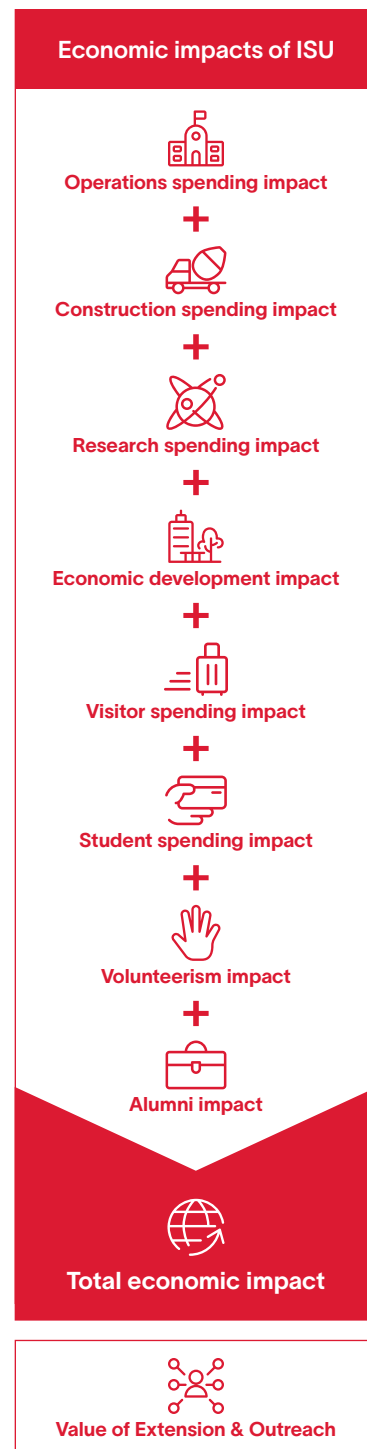 Economic impacts of ISU
Operations spending impact
+
Construction spending impact
+
Research spending impact
+
Economic development impact
+
Visitor spending impact
+
Student spending impact
+
Volunteerism impact
+
Alumni impact
Total economic impact
Value of Extension & Outreach